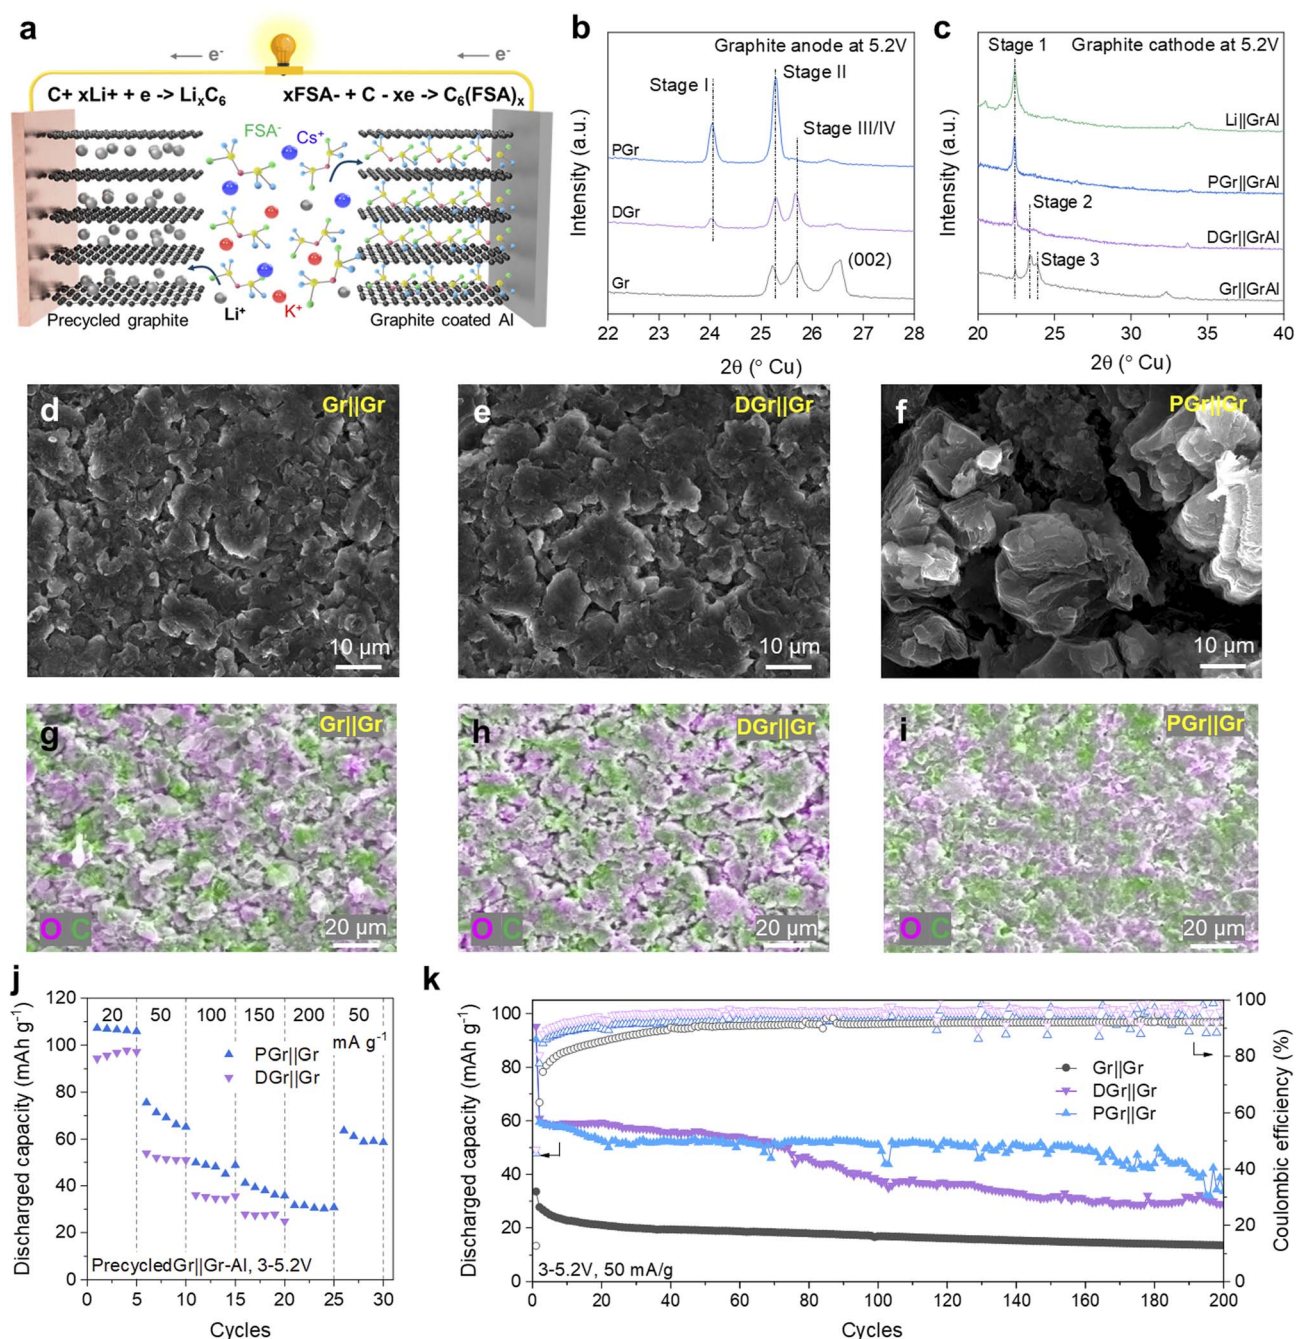 a
e-
e-
C+ xLi+ + e -> LixC6
xFSA- + C - xe -> C6(FSA)x
FSA-
Cs+
Li+
K+
Precycled graphite
Graphite coated Al
b
Graphite anode at 5.2V
Stage I
Stage II
Stage III/IV
PGr
DGr
Gr
(002)
Intensity (a.u.)
22 23 24 25 26 27 28
2θ (° Cu)
c
Stage 1
Graphite cathode at 5.2V
Li||GrAl
PGr||GrAl
Stage 2
DGr||GrAl
Stage 3
Gr||GrAl
Intensity (a.u.)
20 25 30 35 40
2θ (° Cu)
d
Gr||Gr
10 µm
e
DGr||Gr
10 µm
f
PGr||Gr
10 µm
g
Gr||Gr
O C
20 µm
h
DGr||Gr
O C
20 µm
i
PGr||Gr
O C
20 µm
j
Discharged capacity (mAh g-1)
120
100
80
60
40
20
0
20 50 100 150 200 50
mA g-1
PGr||Gr
DGr||Gr
PrecycledGr||Gr-Al, 3-5.2V
0 5 10 15 20 25 30
Cycles
k
Discharged capacity (mAh g-1)
100
80
60
40
20
0
Gr||Gr
DGr||Gr
PGr||Gr
3-5.2V, 50 mA/g
0 20 40 60 80 100 120 140 160 180 200
Cycles
100
80
60
40
20
0
Coulombic efficiency (%)